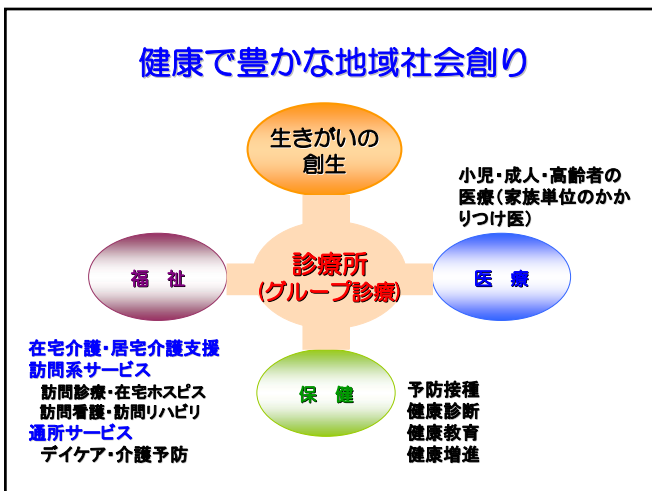 健康で豊かな地域社会創り
生きがいの
創生
小児・成人・高齢者の
医療(家族単位のかか
りつけ医)
診療所
(グループ診療)
福　祉
医　療
在宅介護・居宅介護支援
訪問系サービス
訪問診療・在宅ホスピス
訪問看護・訪問リハビリ
通所サービス
デイケア・介護予防
保　健
予防接種
健康診断
健康教育
健康増進